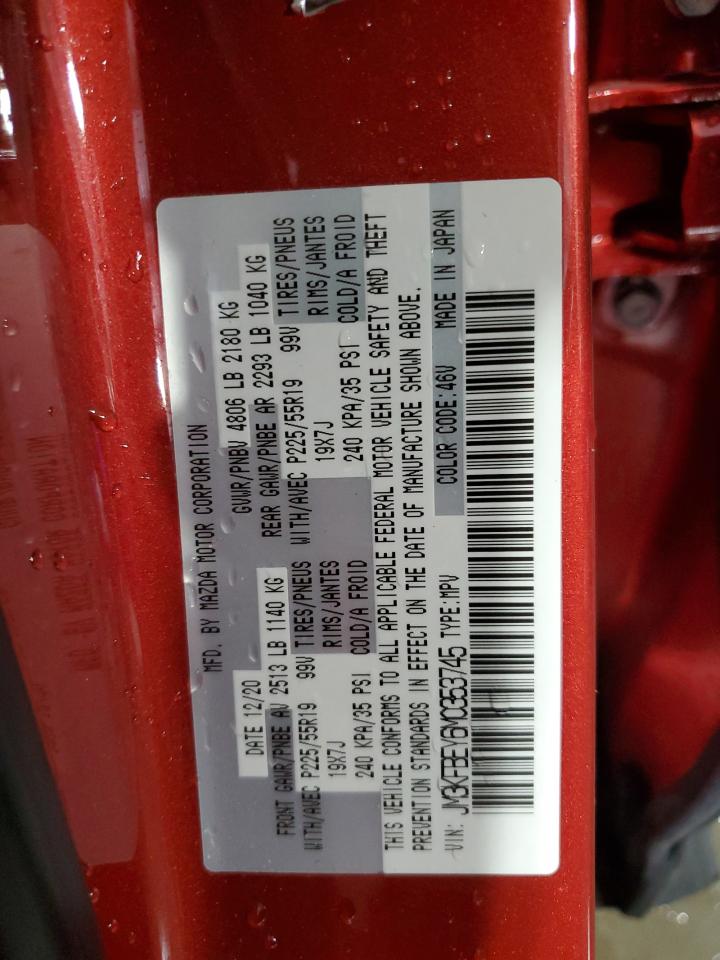 MFD. BY MAZDA MOTOR CORPORATION
DATE 12/20 GVWR/PNBV 4806 LB 2180 KG
FRONT GAWR/PNBE AV 2513 LB 1140 KG REAR GAWR/PNBE AR 2293 LB 1040 KG
WITH/AVEC P225/55R19 99V TIRES/PNEUS WITH/AVEC P225/55R19 99V TIRES/PNEUS
19X7J RIMS/JANTES 19X7J RIMS/JANTES
240 KPA/35 PSI COLD/A FROID 240 KPA/35 PSI COLD/A FROID
THIS VEHICLE CONFORMS TO ALL APPLICABLE FEDERAL MOTOR VEHICLE SAFETY AND THEFT
PREVENTION STANDARDS IN EFFECT ON THE DATE OF MANUFACTURE SHOWN ABOVE.
VIN: JM3KFBEY6M0363745 TYPE:MPV COLOR CODE:46V MADE IN JAPAN